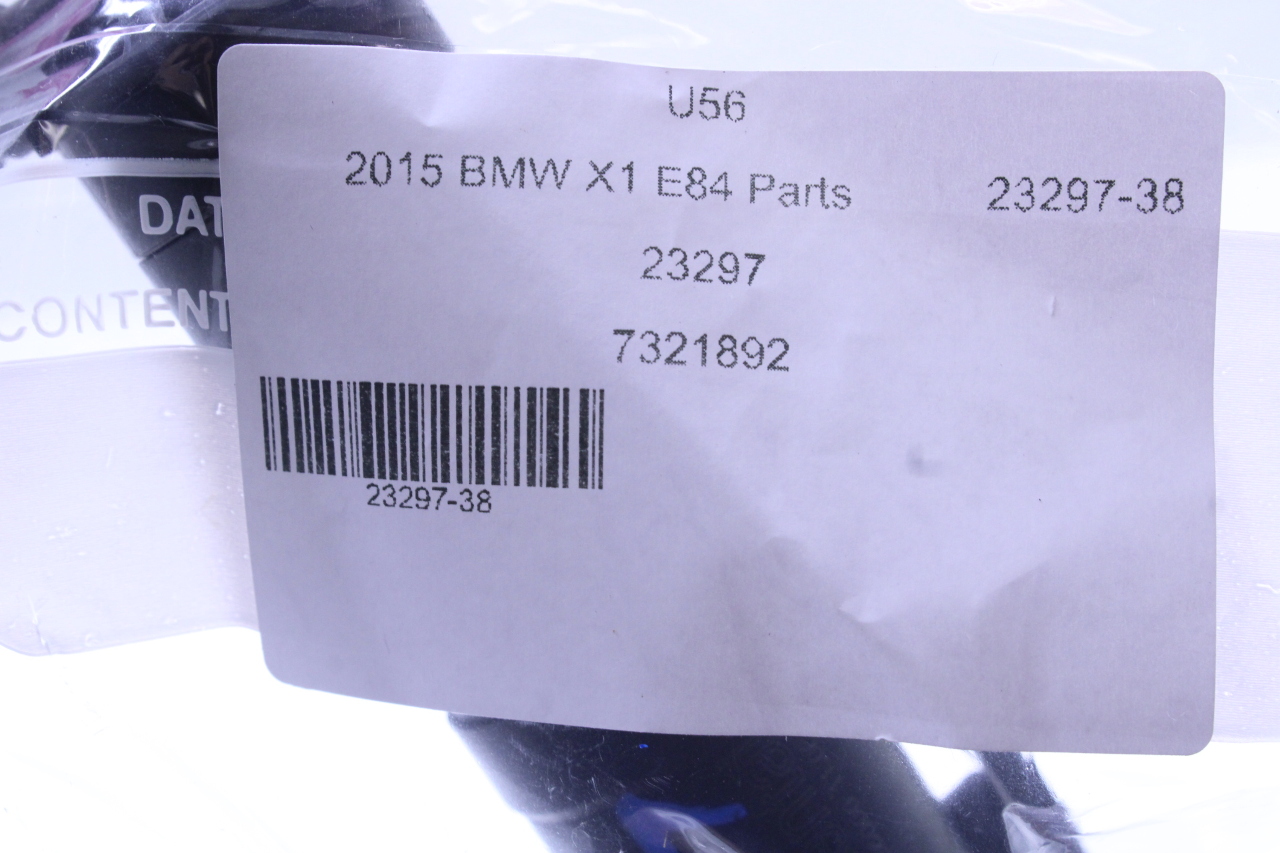 U56
2015 BMW X1 E84 Parts
23297-38
23297
7321892
23297-38
DAT
CONTENT